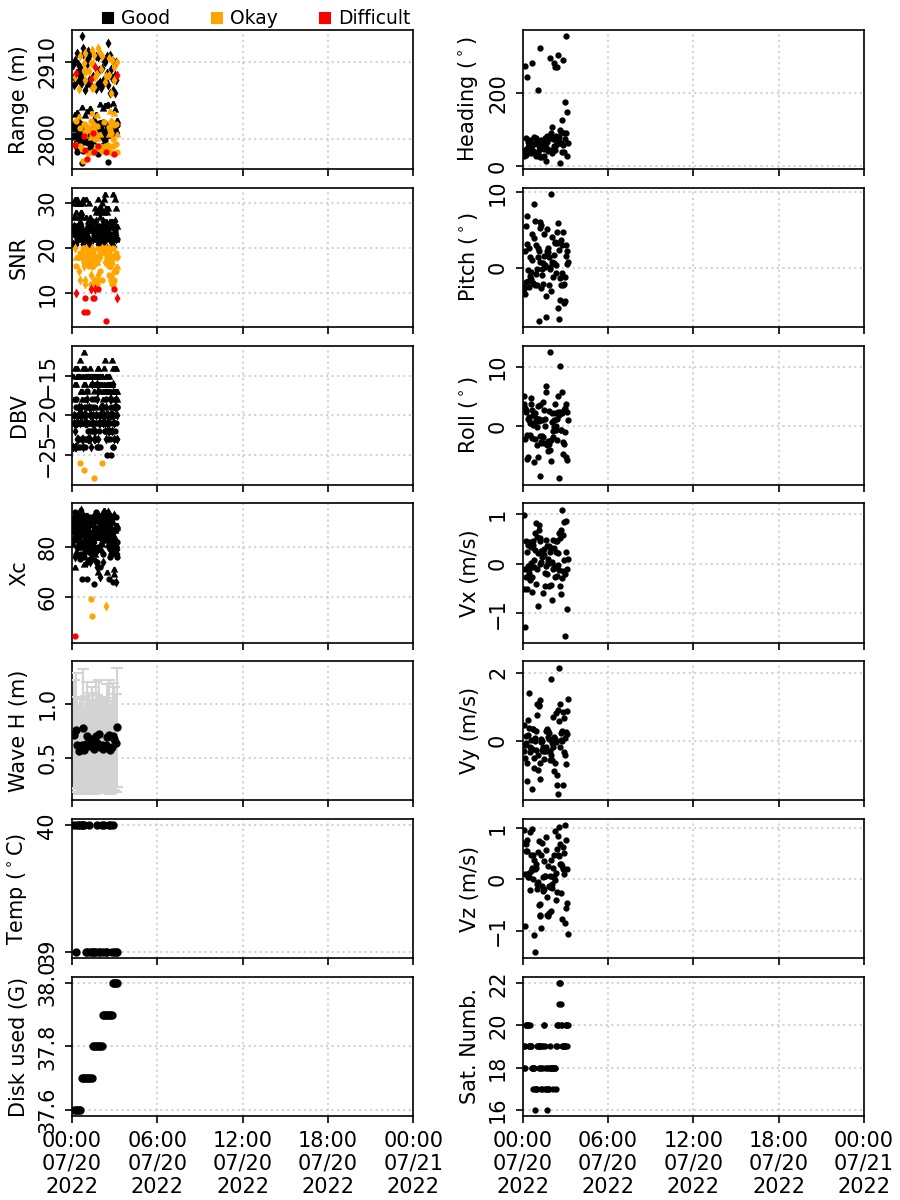 Good Okay Difficult
Range (m)
2910
2800
Heading (°)
200
0
SNR
30
20
10
Pitch (°)
10
0
DBV
−15
−20
−25
Roll (°)
10
0
Xc
80
60
Vx (m/s)
1
0
−1
Wave H (m)
1.0
0.5
Vy (m/s)
2
0
Temp (°C)
40
39
Vz (m/s)
1
0
−1
Disk used (G)
38.0
37.8
37.6
Sat. Numb.
22
20
18
16
00:00 06:00 12:00 18:00 00:00
07/20 07/20 07/20 07/20 07/21
2022 2022 2022 2022 2022
00:00 06:00 12:00 18:00 00:00
07/20 07/20 07/20 07/20 07/21
2022 2022 2022 2022 2022